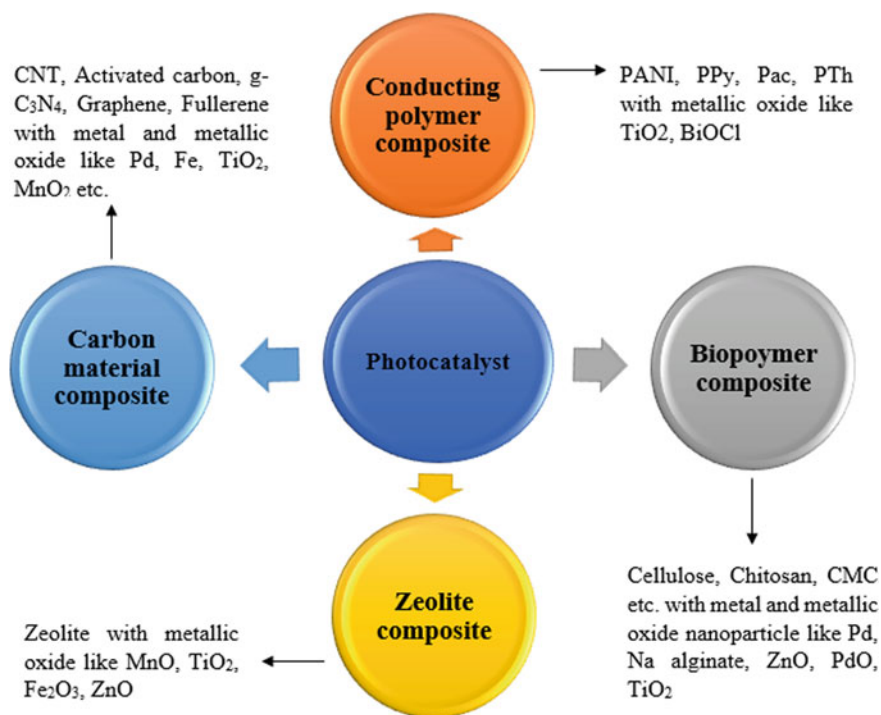 CNT, Activated carbon, g-
C₃N₄, Graphene, Fullerene
with metal and metallic
oxide like Pd, Fe, TiO₂,
MnO₂ etc.
Conducting
polymer
composite
PANI, PPy, Pac, PTh
with metallic oxide like
TiO2, BiOCl
Carbon
material
composite
Photocatalyst
Biopoymer
composite
Zeolite
composite
Zeolite with metallic
oxide like MnO, TiO₂,
Fe₂O₃, ZnO
Cellulose, Chitosan, CMC
etc. with metal and metallic
oxide nanoparticle like Pd,
Na alginate, ZnO, PdO,
TiO₂